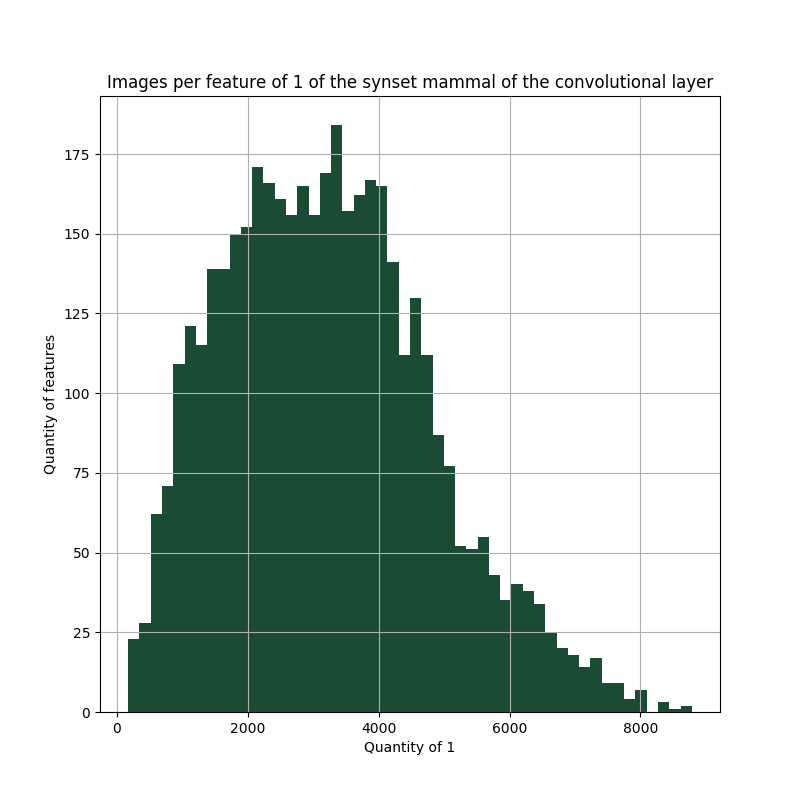 Images per feature of 1 of the synset mammal of the convolutional layer
175
150
125
100
75
50
25
0
Quantity of features
0 2000 4000 6000 8000
Quantity of 1